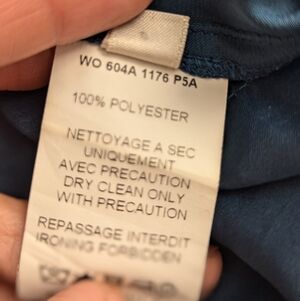 WO 604A 1176 P5A
100% POLYESTER
NETTOYAGE A SEC
UNIQUEMENT
AVEC PRECAUTION
DRY CLEAN ONLY
WITH PRECAUTION
REPASSAGE INTERDIT
IRONING FORBIDDEN